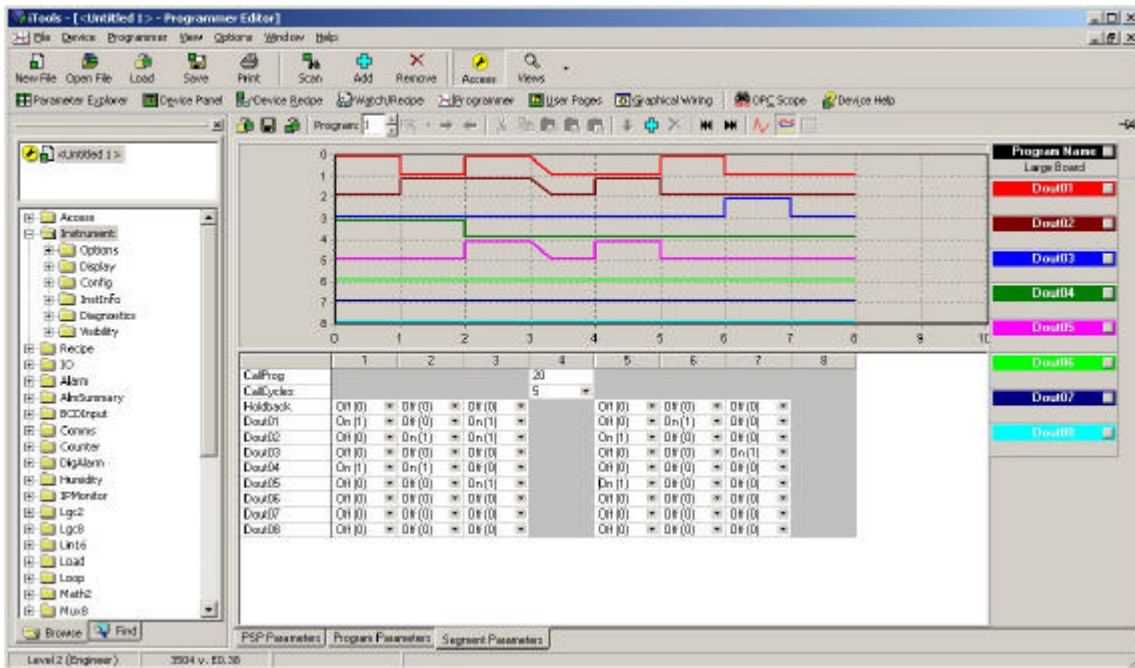 iTools - [<Untitled 1> - Programmer Editor]
File Device Programmer View Options Window Help
New File Open File Load Save Print Scan Add Remove Access Views
Parameter Explorer Device Panel Device Recipe Watch/Recipe Programmer User Pages Graphical Wiring OPC Scope Device Help
Program: 1
<Untitled 1>
Access
Instrument
Options
Display
Config
InstInfo
Diagnostics
Visibility
Recipe
IO
Alarm
AlmSummary
BCDInput
Comms
Counter
DigAlarm
Humidity
IPMonitor
Lgc2
Lgc8
Lin16
Load
Loop
Math2
Mux8
Browse Find
0
1
2
3
4
5
6
7
8
0 1 2 3 4 5 6 7 8 9 10
Program Name
Large Board
Dout01
Dout02
Dout03
Dout04
Dout05
Dout06
Dout07
Dout08
1 2 3 4 5 6 7 8
CallProg 20
CallCycles 5
Holdback Off (0) Off (0) Off (0) Off (0) Off (0) Off (0)
Dout01 On (1) Off (0) On (1) Off (0) On (1) Off (0)
Dout02 Off (0) On (1) On (1) On (1) Off (0) Off (0)
Dout03 Off (0) Off (0) Off (0) Off (0) Off (0) On (1)
Dout04 On (1) On (1) Off (0) Off (0) Off (0) Off (0)
Dout05 Off (0) Off (0) On (1) On (1) Off (0) Off (0)
Dout06 Off (0) Off (0) Off (0) Off (0) Off (0) Off (0)
Dout07 Off (0) Off (0) Off (0) Off (0) Off (0) Off (0)
Dout08 Off (0) Off (0) Off (0) Off (0) Off (0) Off (0)
PSP Parameters Program Parameters Segment Parameters
Level 2 (Engineer) 3504 v. E0.38